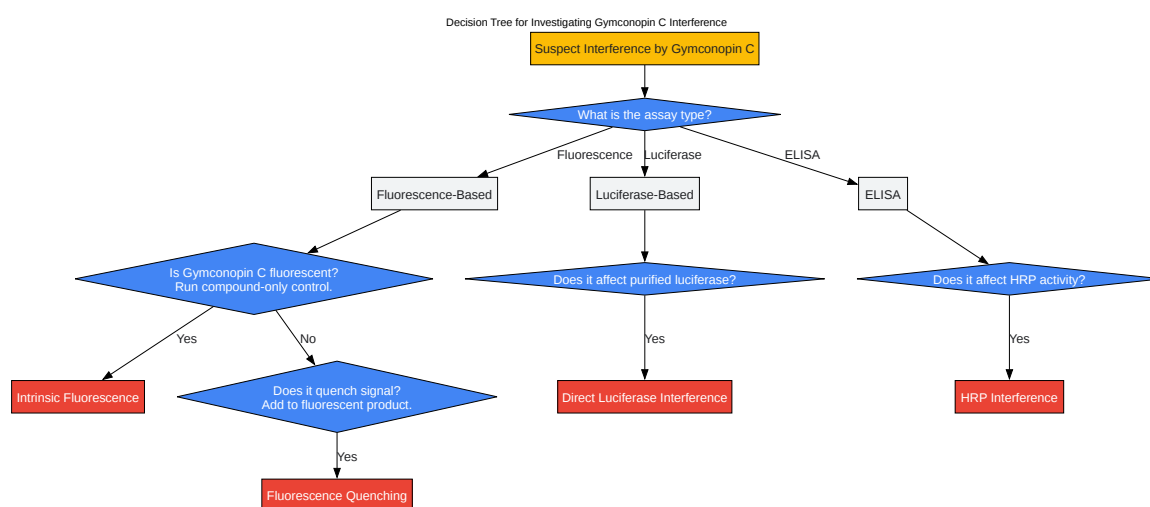 Decision Tree for Investigating Gymconopin C Interference
Suspect Interference by Gymconopin C
What is the assay type?
Fluorescence
Luciferase
ELISA
Fluorescence-Based
Luciferase-Based
ELISA
Is Gymconopin C fluorescent?
Run compound-only control.
Does it affect purified luciferase?
Does it affect HRP activity?
Yes
No
Yes
Yes
Intrinsic Fluorescence
Does it quench signal?
Add to fluorescent product.
Direct Luciferase Interference
HRP Interference
Yes
Fluorescence Quenching